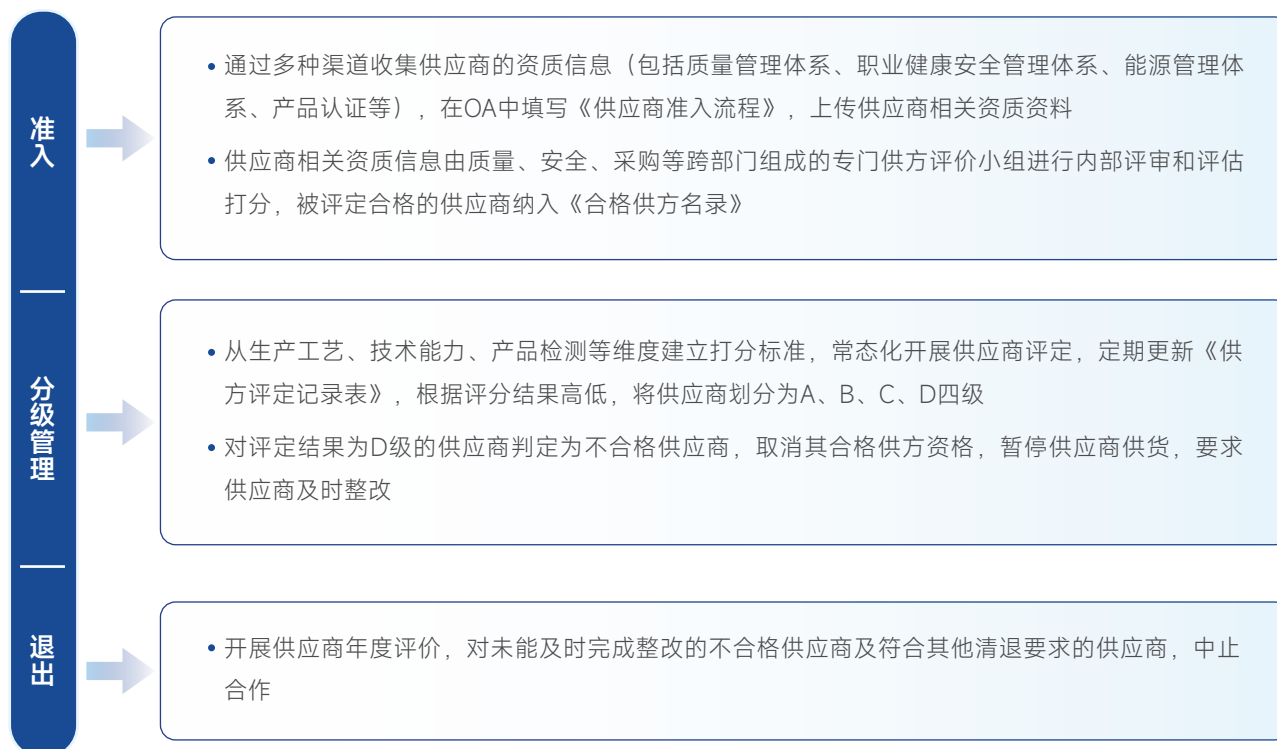 准入
• 通过多种渠道收集供应商的资质信息（包括质量管理体系、职业健康安全管理体系、能源管理体
系、产品认证等），在OA中填写《供应商准入流程》，上传供应商相关资质资料
• 供应商相关资质信息由质量、安全、采购等跨部门组成的专门供方评价小组进行内部评审和评估
打分，被评定合格的供应商纳入《合格供方名录》
分级管理
• 从生产工艺、技术能力、产品检测等维度建立打分标准，常态化开展供应商评定，定期更新《供
方评定记录表》，根据评分结果高低，将供应商划分为A、B、C、D四级
• 对评定结果为D级的供应商判定为不合格供应商，取消其合格供方资格，暂停供应商供货，要求
供应商及时整改
退出
• 开展供应商年度评价，对未能及时完成整改的不合格供应商及符合其他清退要求的供应商，中止
合作